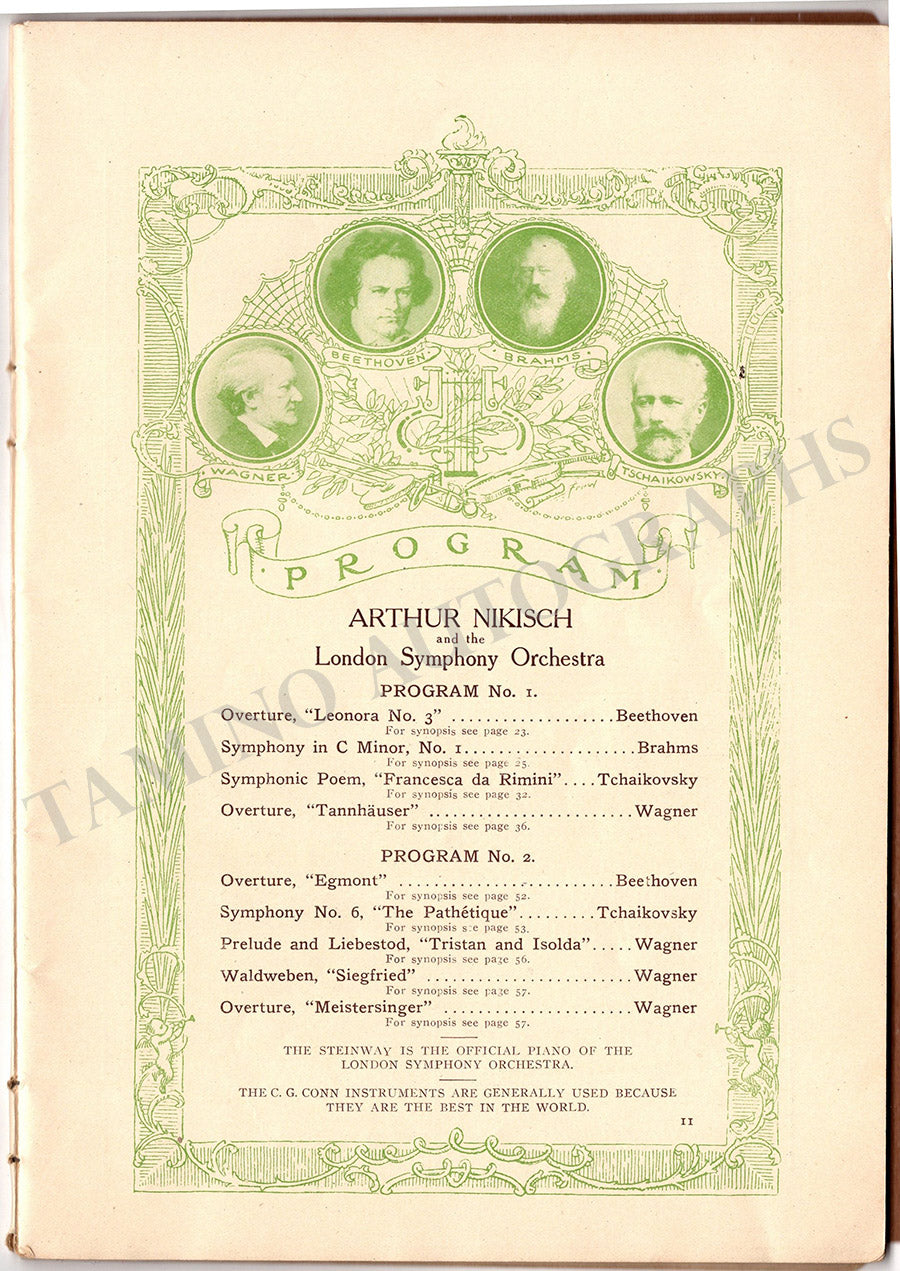 BEETHOVEN
BRAHMS
WAGNER
TSCHAIKOWSKY
PROGRAM
ARTHUR NIKISCH
and the
London Symphony Orchestra
PROGRAM No. 1.
Overture, "Leonora No. 3" ...................Beethoven
For synopsis see page 23.
Symphony in C Minor, No. 1....................Brahms
For synopsis see page 25.
Symphonic Poem, "Francesca da Rimini"....Tchaikovsky
For synopsis see page 32.
Overture, "Tannhäuser" ........................Wagner
For synopsis see page 36.
PROGRAM No. 2.
Overture, "Egmont" .........................Beethoven
For synopsis see page 52.
Symphony No. 6, "The Pathétique".........Tchaikovsky
For synopsis see page 53.
Prelude and Liebestod, "Tristan and Isolda".....Wagner
For synopsis see page 56.
Waldweben, "Siegfried" ........................Wagner
For synopsis see page 57.
Overture, "Meistersinger" ......................Wagner
For synopsis see page 57.
THE STEINWAY IS THE OFFICIAL PIANO OF THE
LONDON SYMPHONY ORCHESTRA.
THE C. G. CONN INSTRUMENTS ARE GENERALLY USED BECAUSE
THEY ARE THE BEST IN THE WORLD.
11
TAMINO AUTOGRAPHS